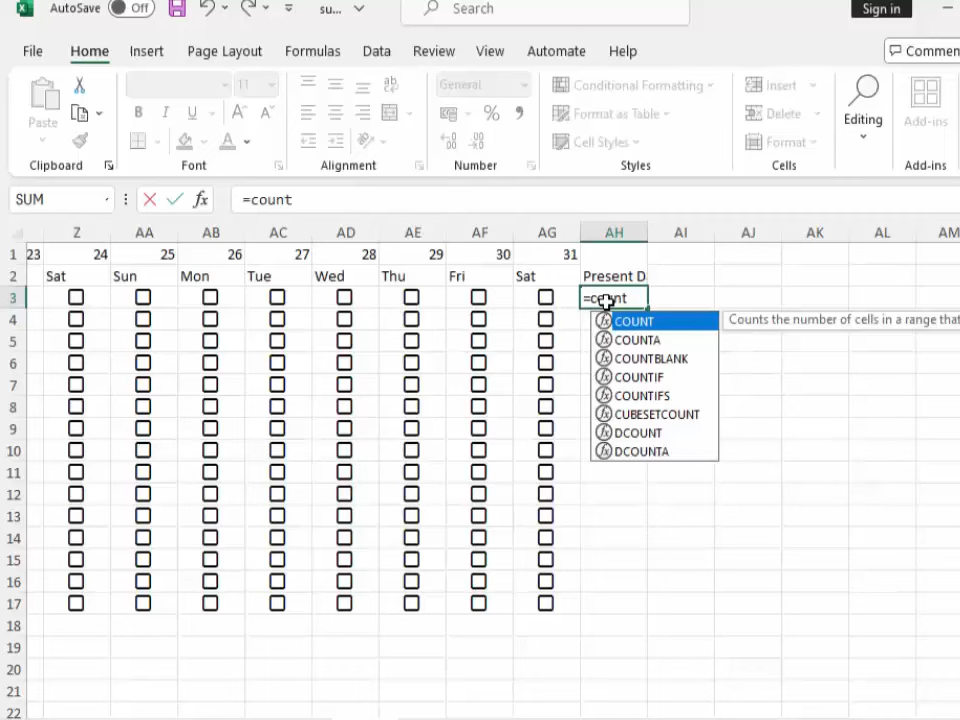 AutoSave Off su... Search Sign in
File Home Insert Page Layout Formulas Data Review View Automate Help Commen
Paste 11 General Conditional Formatting Insert
B I U Format as Table Delete Editing Add-ins
Cell Styles Format
Clipboard Font Alignment Number Styles Cells Add-ins
SUM fx =count
Z AA AB AC AD AE AF AG AH AI AJ AK AL AM
1 23 24 25 26 27 28 29 30 31
2 Sat Sun Mon Tue Wed Thu Fri Sat Present D
3 =count
4 COUNT Counts the number of cells in a range that
5 COUNTA
6 COUNTBLANK
7 COUNTIF
COUNTIFS
8 CUBESETCOUNT
9 DCOUNT
10 DCOUNTA
11
12
13
14
15
16
17
18
19
20
21
22